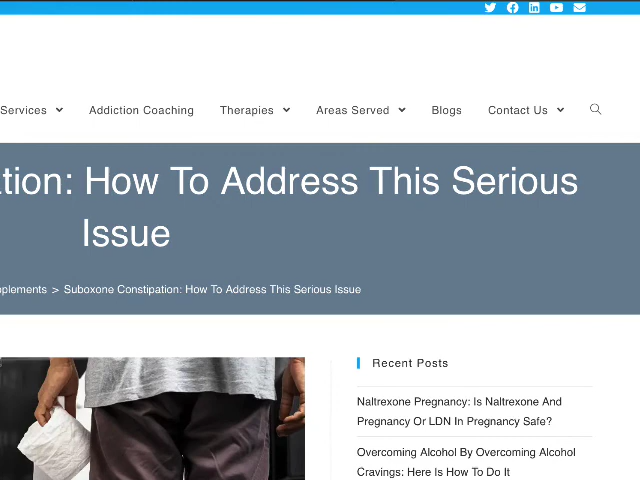 Services
Addiction Coaching
Therapies
Areas Served
Blogs
Contact Us
How To Address This Serious
Issue
> Suboxone Constipation: How To Address This Serious Issue
Recent Posts
Naltrexone Pregnancy: Is Naltrexone And
Pregnancy Or LDN In Pregnancy Safe?
Overcoming Alcohol By Overcoming Alcohol
Cravings: Here Is How To Do It